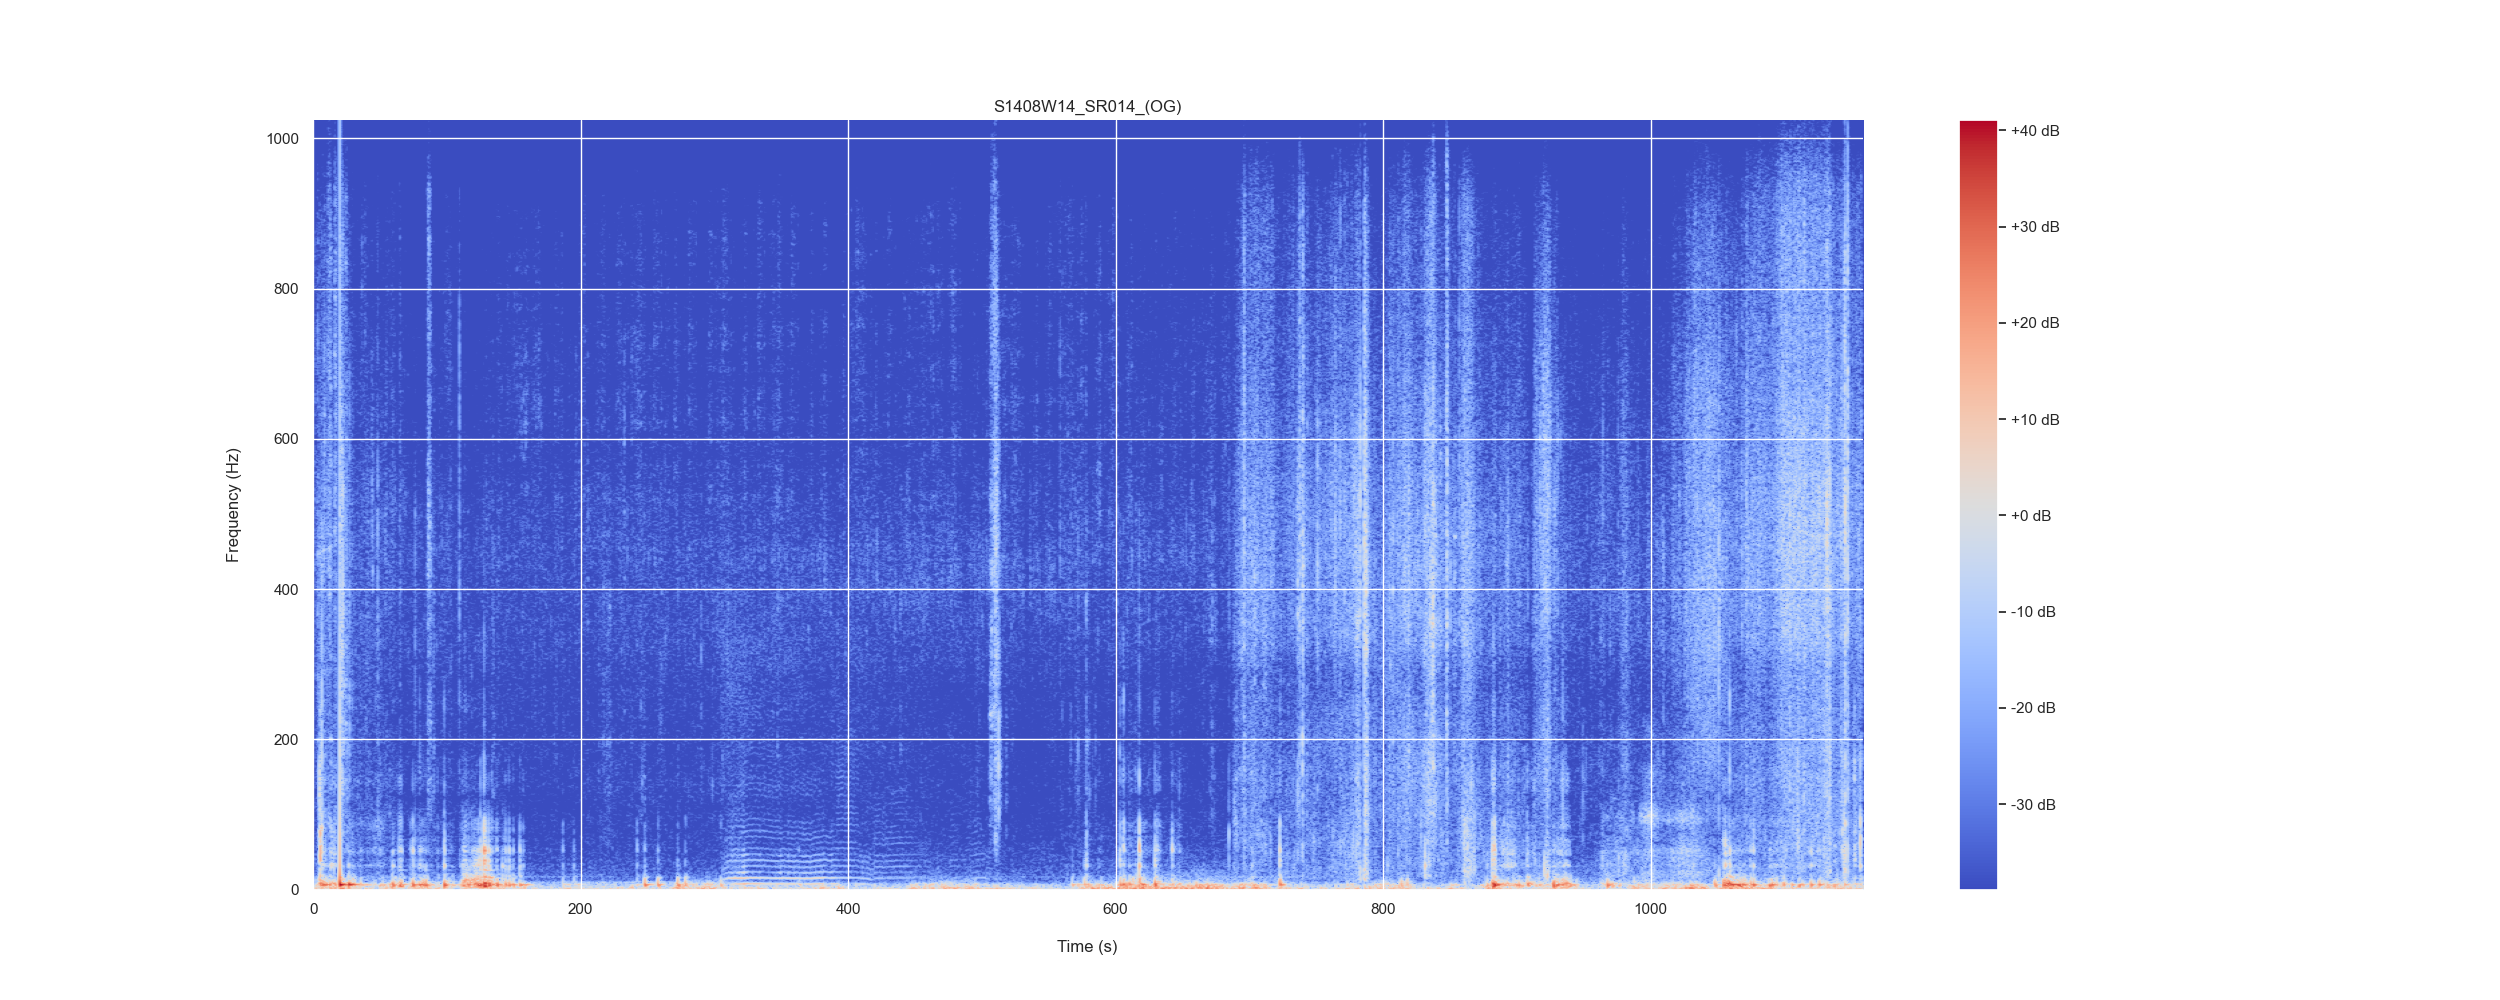 S1408W14_SR014_(OG)
1000
800
600
400
200
0
Frequency (Hz)
0 200 400 600 800 1000
Time (s)
+40 dB
+30 dB
+20 dB
+10 dB
+0 dB
-10 dB
-20 dB
-30 dB